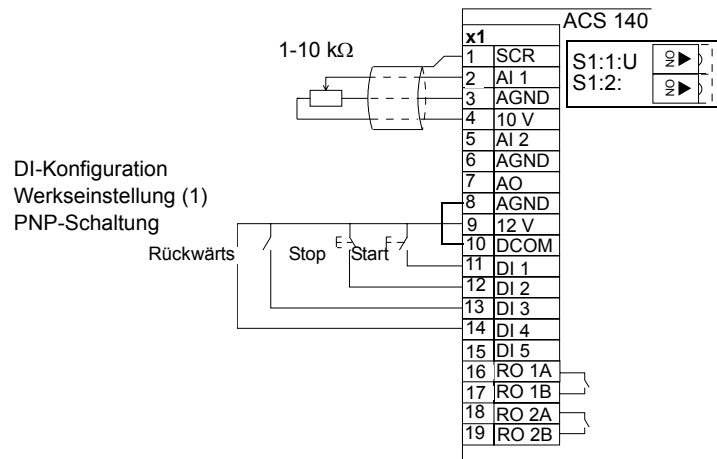 ACS 140
x1
1 SCR
2 AI 1
3 AGND
4 10 V
5 AI 2
6 AGND
7 AO
8 AGND
9 12 V
10 DCOM
11 DI 1
12 DI 2
13 DI 3
14 DI 4
15 DI 5
16 RO 1A
17 RO 1B
18 RO 2A
19 RO 2B
S1:1:U ON
S1:2: ON
1-10 kΩ
DI-Konfiguration
Werkseinstellung (1)
PNP-Schaltung
Rückwärts Stop Start